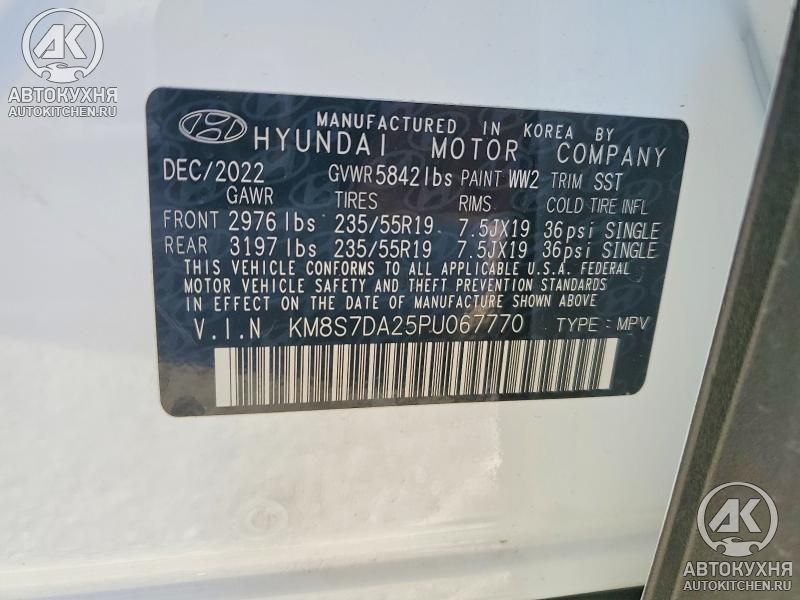 AK
АВТОКУХНЯ
AUTOKITCHEN.RU
MANUFACTURED IN KOREA BY
HYUNDAI MOTOR COMPANY
DEC/2022 GVWR 5842 lbs PAINT WW2 TRIM SST
GAWR TIRES RIMS COLD TIRE INFL
FRONT 2976 lbs 235/55R19 7.5JX19 36psi SINGLE
REAR 3197 lbs 235/55R19 7.5JX19 36psi SINGLE
THIS VEHICLE CONFORMS TO ALL APPLICABLE U.S.A. FEDERAL
MOTOR VEHICLE SAFETY AND THEFT PREVENTION STANDARDS
IN EFFECT ON THE DATE OF MANUFACTURE SHOWN ABOVE
V.I.N KM8S7DA25PU067770 TYPE:MPV
AK
АВТОКУХНЯ
AUTOKITCHEN.RU